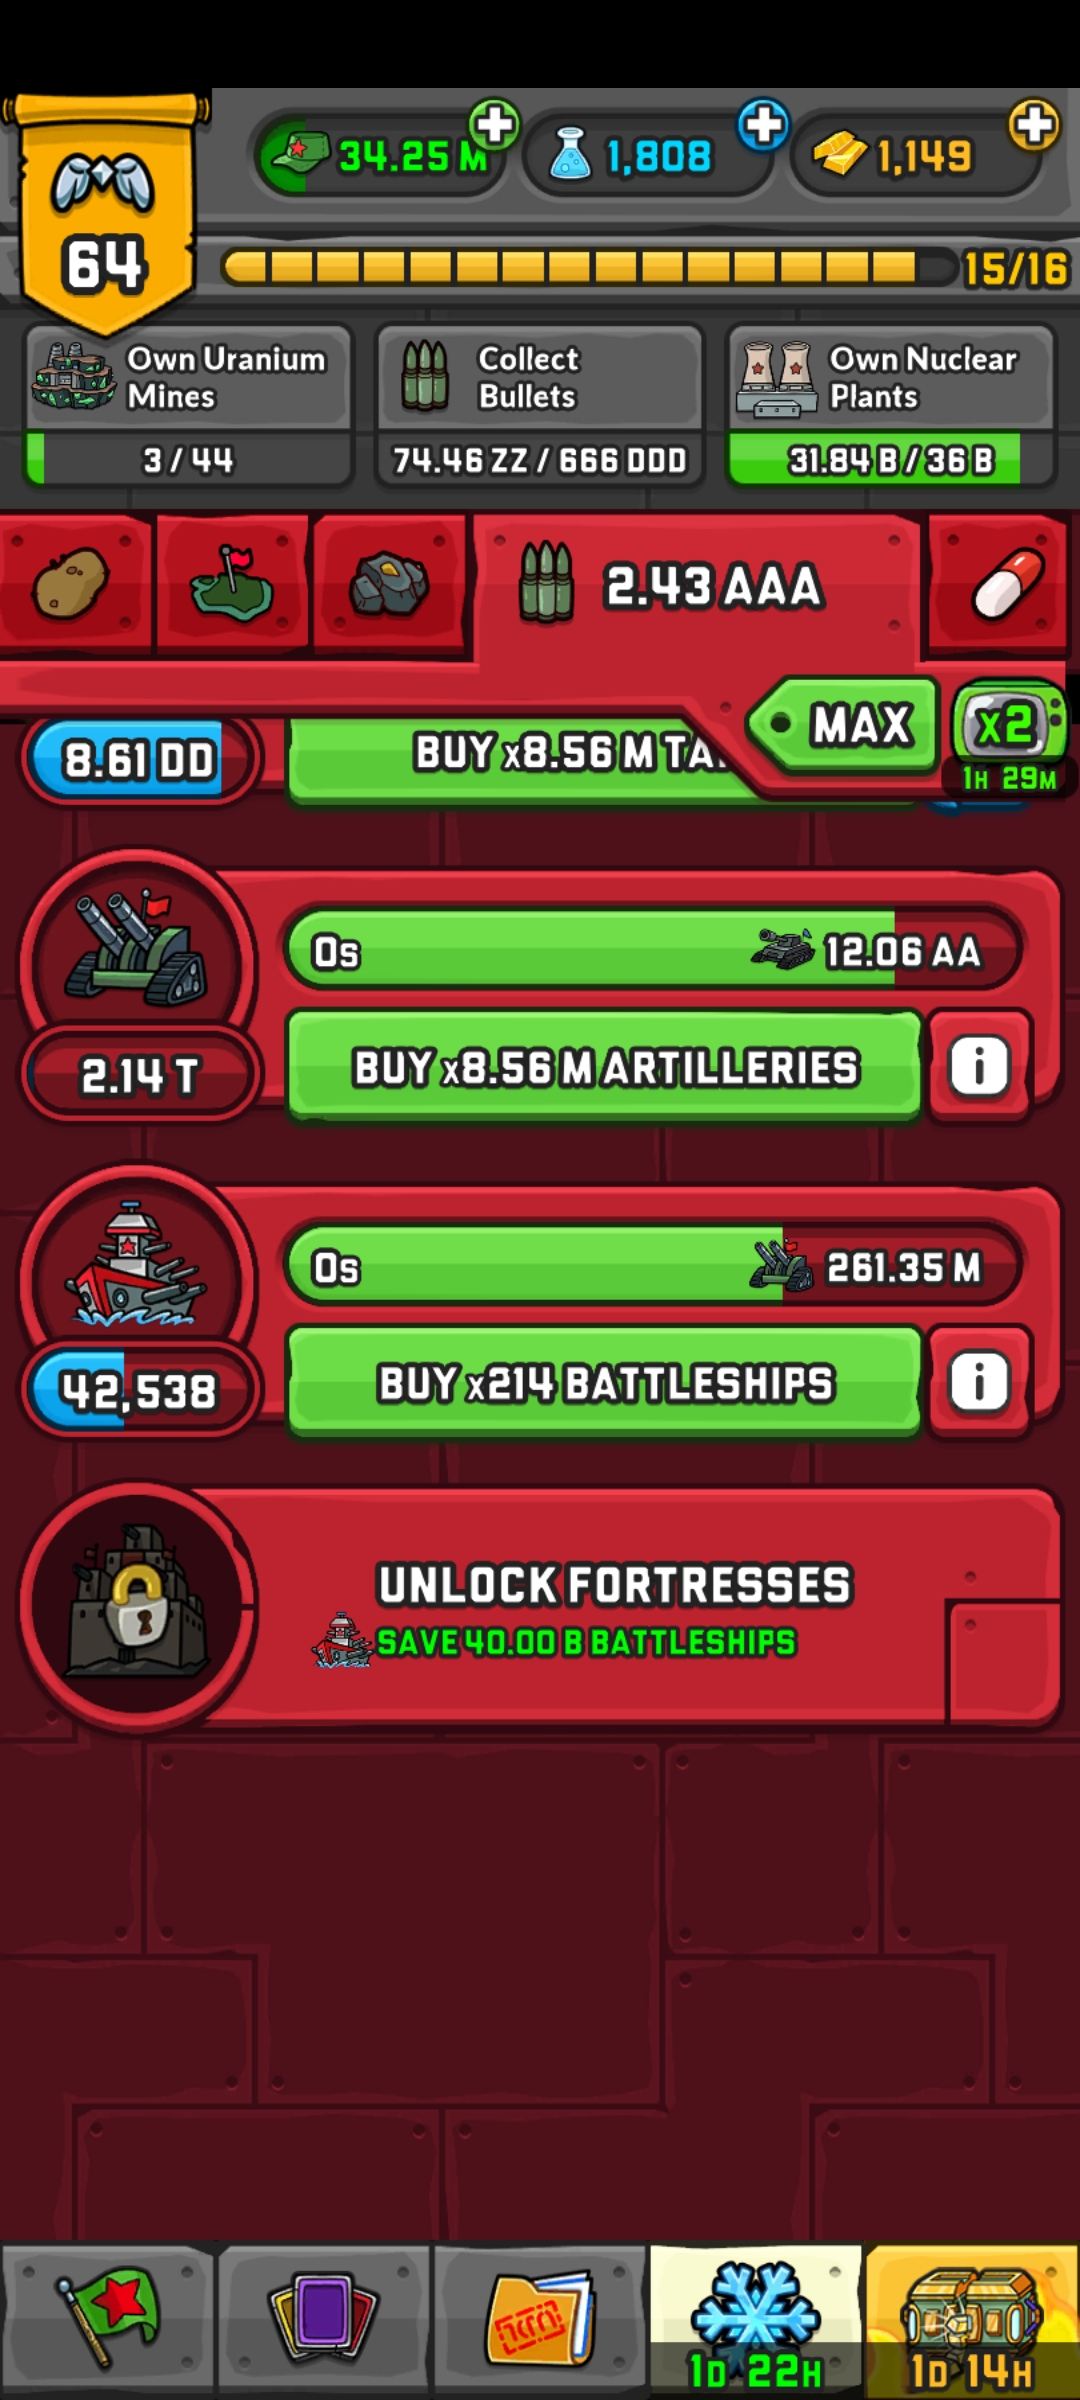 34.25 M
1,808
1,149
64
15/16
Own Uranium
Mines
3 / 44
Collect
Bullets
74.46 ZZ / 666 DDD
Own Nuclear
Plants
31.84 B / 36 B
2.43 AAA
MAX
x2
1H 29M
8.61 DD
BUY x8.56 M TA
0s
12.06 AA
2.14 T
BUY x8.56 M ARTILLERIES
i
0s
261.35 M
42,538
BUY x214 BATTLESHIPS
i
UNLOCK FORTRESSES
SAVE 40.00 B BATTLESHIPS
1D 22H
1D 14H